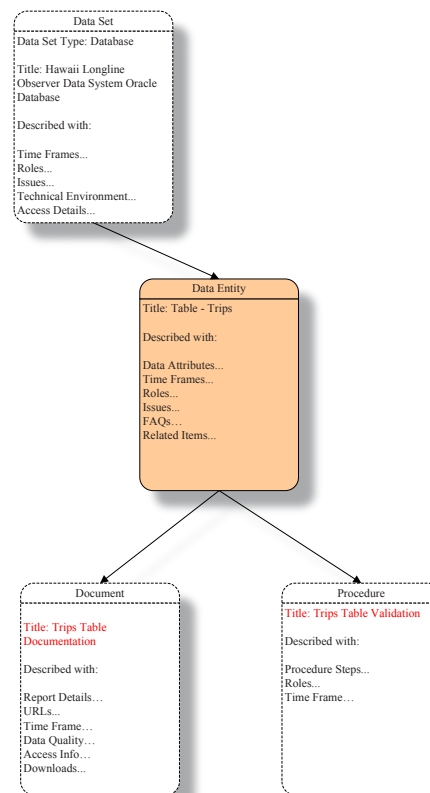 Data Set
Data Set Type: Database
Title: Hawaii Longline
Observer Data System Oracle
Database
Described with:
Time Frames...
Roles...
Issues...
Technical Environment...
Access Details...
Data Entity
Title: Table - Trips
Described with:
Data Attributes...
Time Frames...
Roles...
Issues...
FAQs…
Related Items...
Document
Title: Trips Table
Documentation
Described with:
Report Details…
URLs...
Time Frame…
Data Quality…
Access Info…
Downloads...
Procedure
Title: Trips Table Validation
Described with:
Procedure Steps...
Roles...
Time Frame…